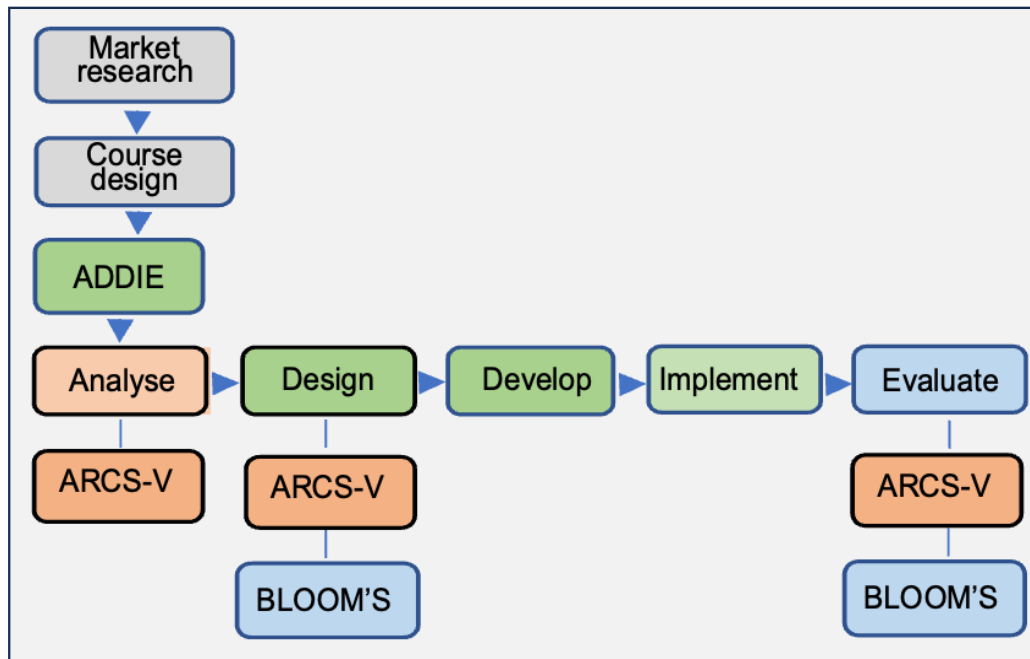 Market
research
Course
design
ADDIE
Analyse
Design
Develop
Implement
Evaluate
ARCS-V
ARCS-V
ARCS-V
BLOOM'S
BLOOM'S